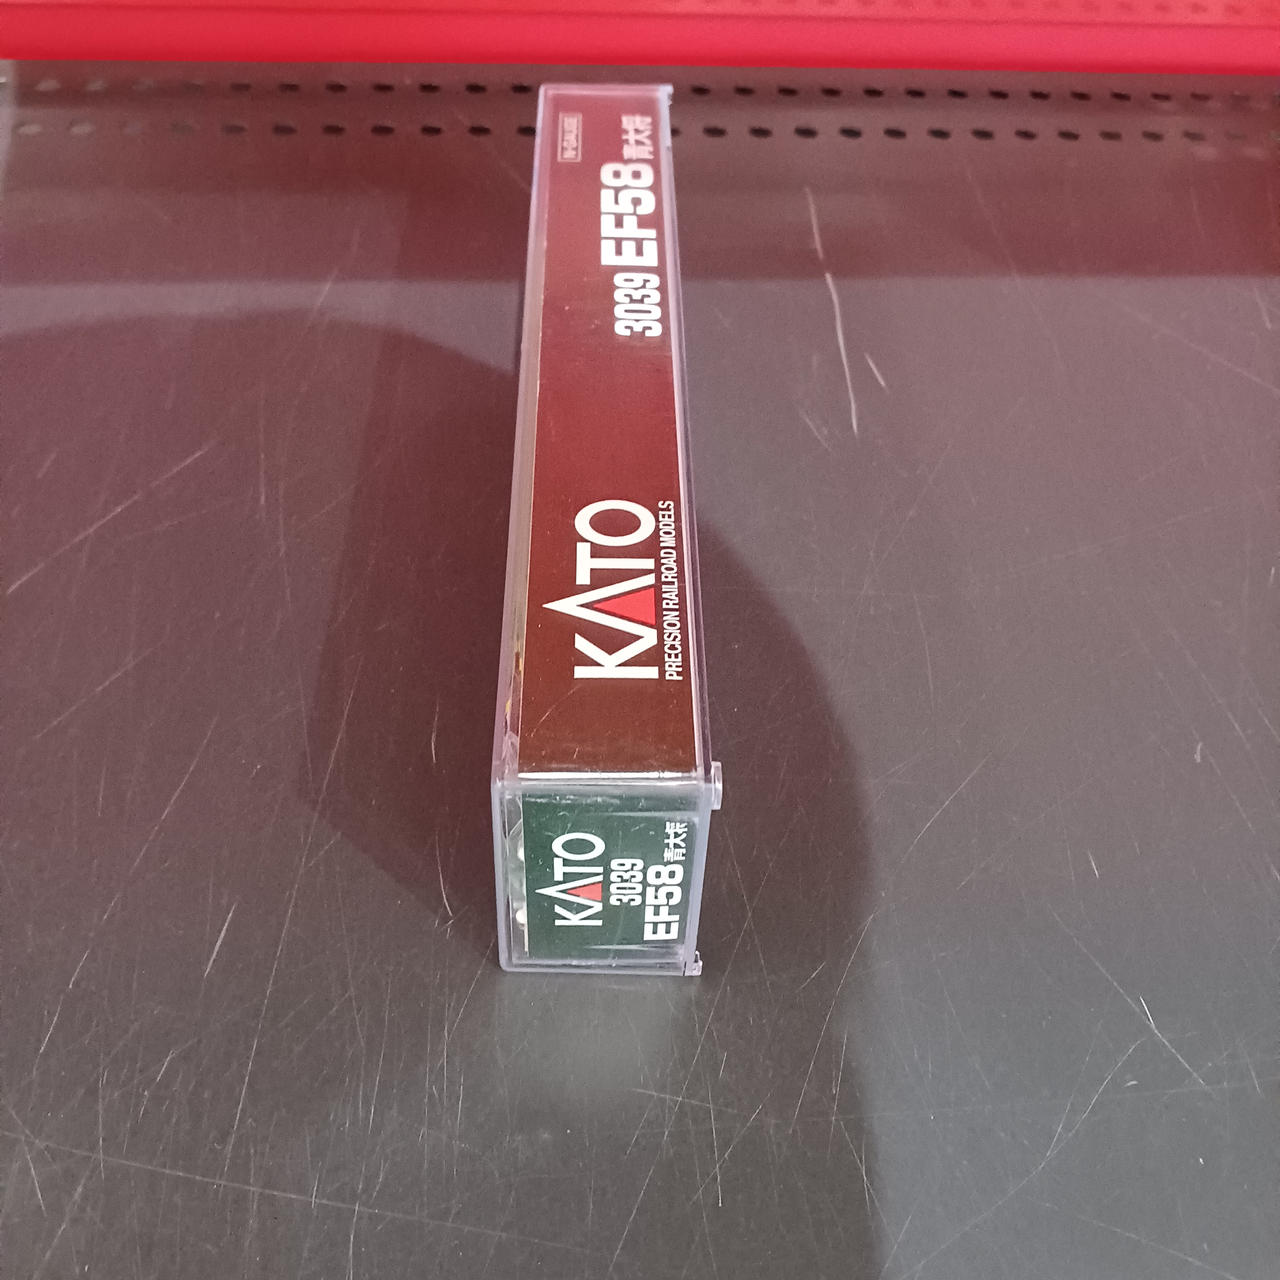 KATO
PRECISION RAILROAD MODELS
3039 EF58 青大将
N-GAUGE
KATO
3039
EF58 青大将